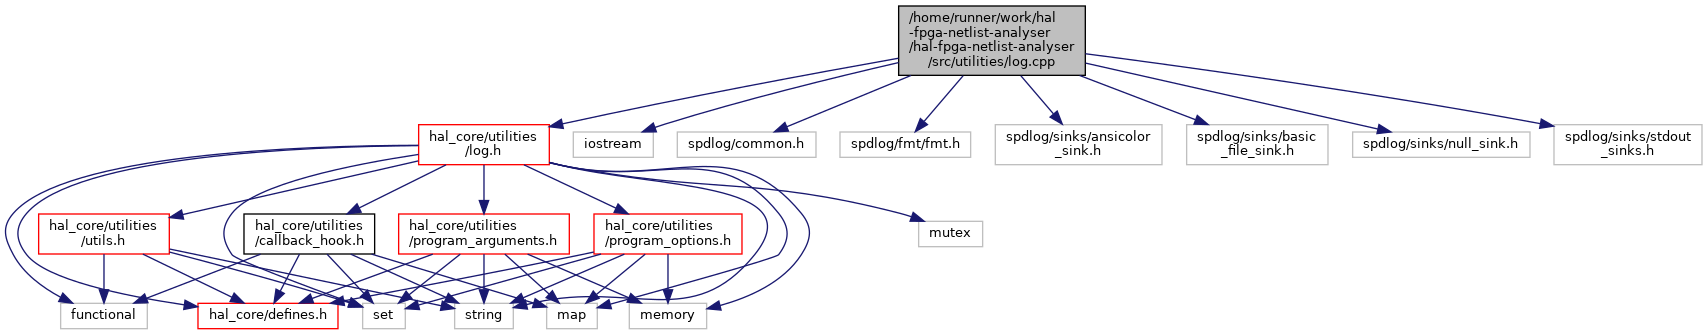 /home/runner/work/hal
-fpga-netlist-analyser
/hal-fpga-netlist-analyser
/src/utilities/log.cpp
hal_core/utilities
/log.h
iostream
spdlog/common.h
spdlog/fmt/fmt.h
spdlog/sinks/ansicolor
_sink.h
spdlog/sinks/basic
_file_sink.h
spdlog/sinks/null_sink.h
spdlog/sinks/stdout
_sinks.h
hal_core/utilities
/utils.h
hal_core/utilities
/callback_hook.h
hal_core/utilities
/program_arguments.h
hal_core/utilities
/program_options.h
mutex
functional
hal_core/defines.h
set
string
map
memory